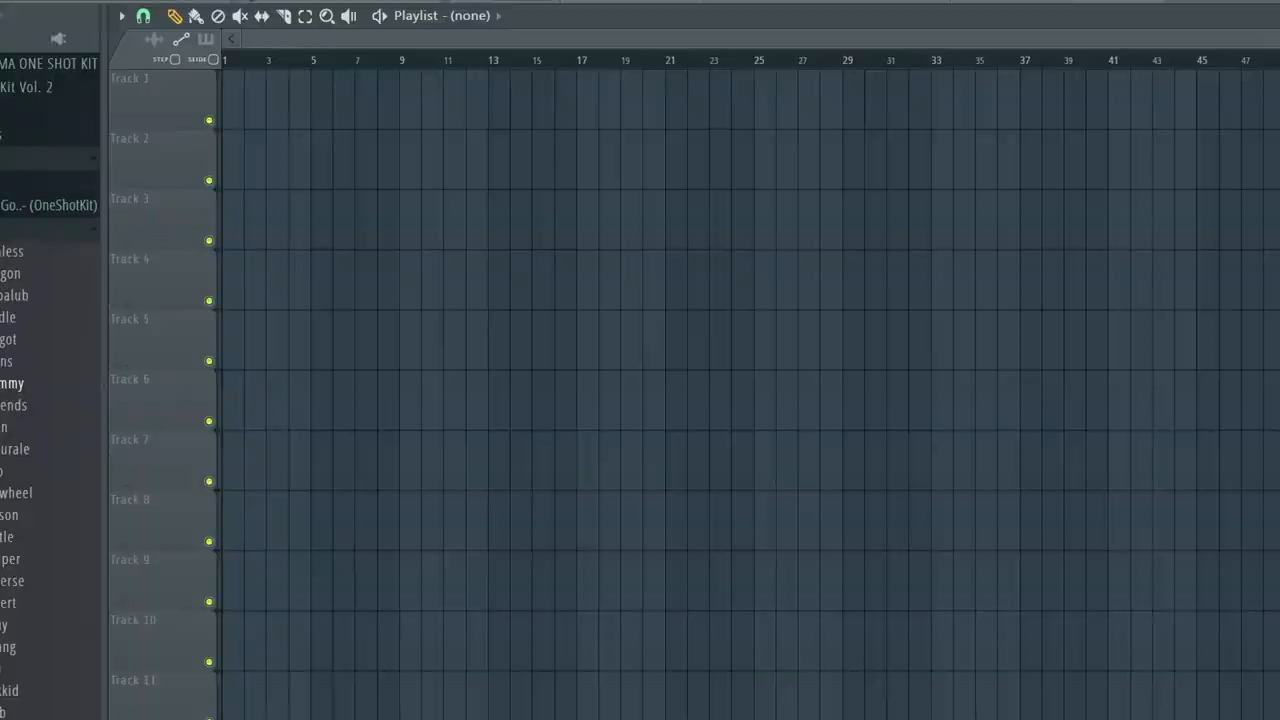 Playlist - (none)
MA ONE SHOT KIT
Kit Vol. 2
s
Go..- (OneShotKit)
less
gon
palub
dle
got
ns
mmy
ends
n
urale
o
wheel
son
tle
per
erse
ert
ay
ang
kkid
b
STEP SLIDE
1 3 5 7 9 11 13 15 17 19 21 23 25 27 29 31 33 35 37 39 41 43 45 47
Track 1
Track 2
Track 3
Track 4
Track 5
Track 6
Track 7
Track 8
Track 9
Track 10
Track 11